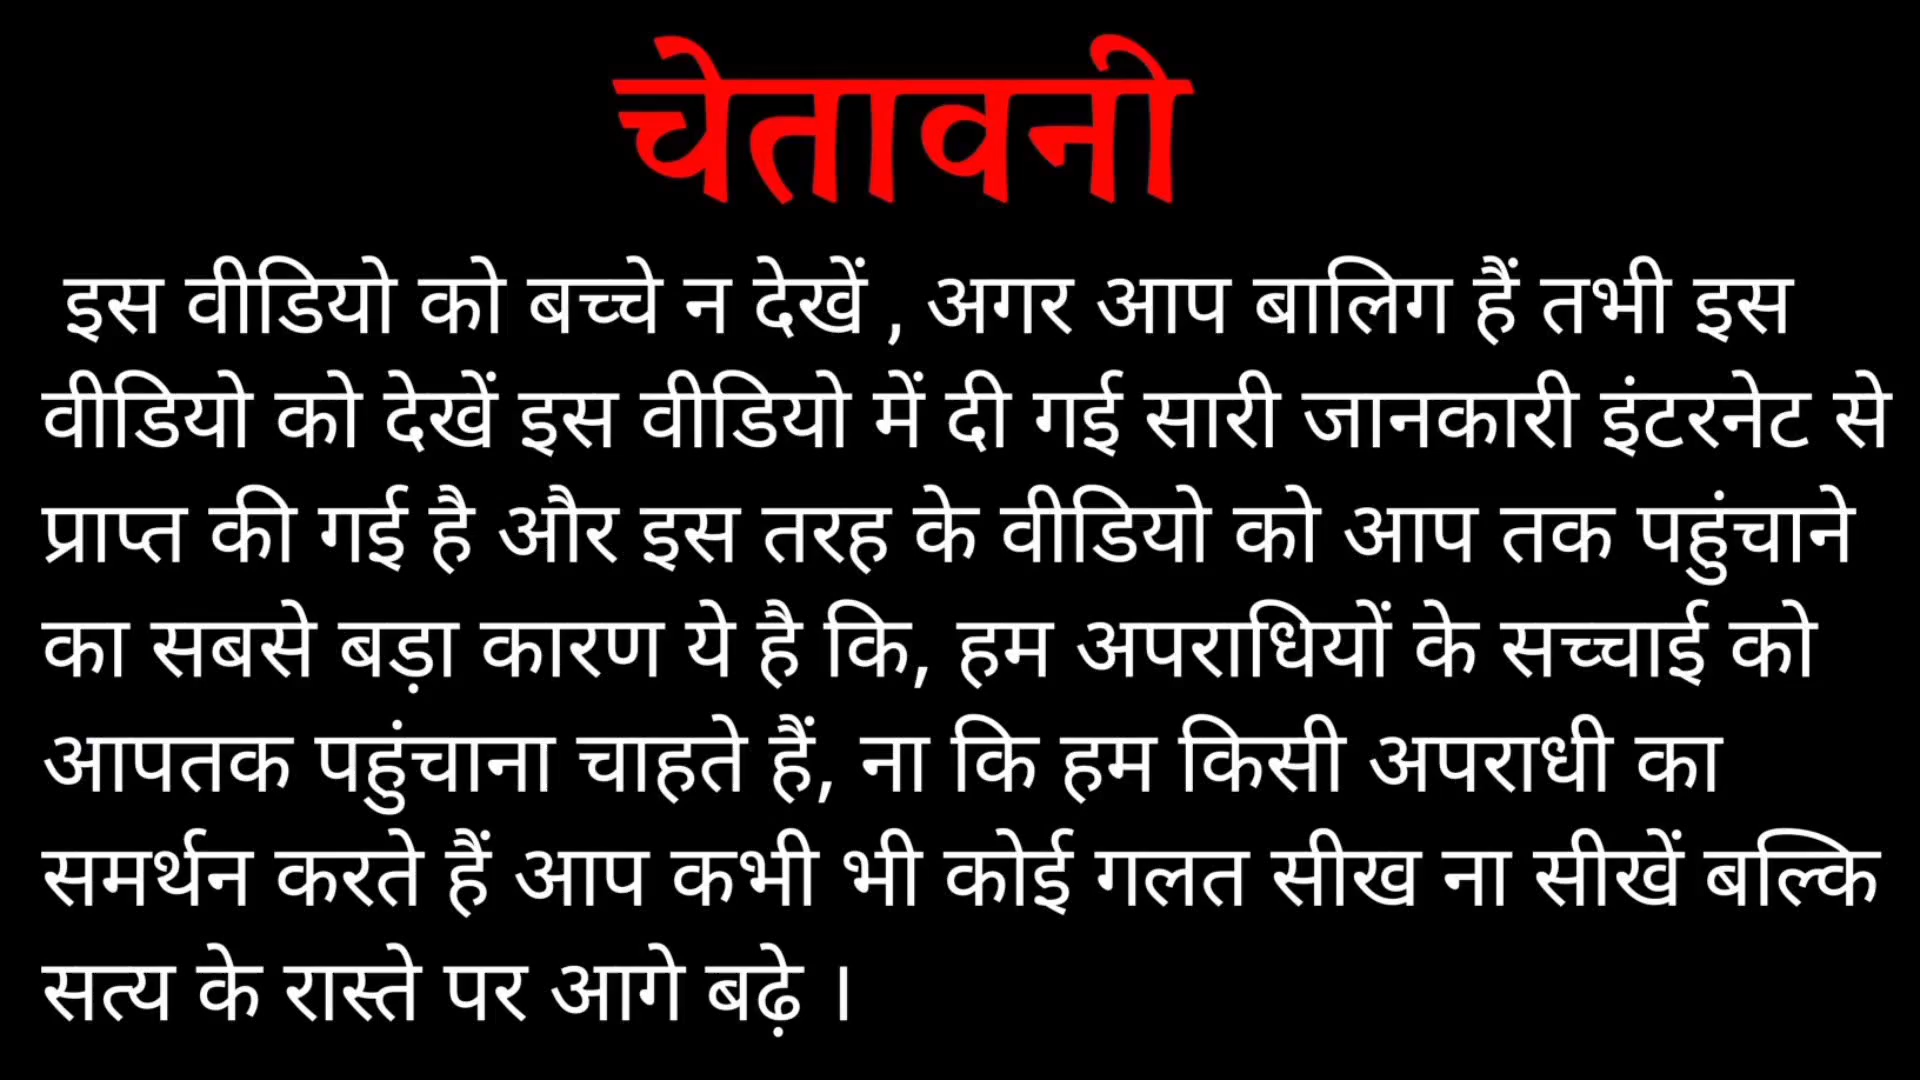 चेतावनी
इस वीडियो को बच्चे न देखें , अगर आप बालिग हैं तभी इस
वीडियो को देखें इस वीडियो में दी गई सारी जानकारी इंटरनेट से
प्राप्त की गई है और इस तरह के वीडियो को आप तक पहुंचाने
का सबसे बड़ा कारण ये है कि, हम अपराधियों के सच्चाई को
आपतक पहुंचाना चाहते हैं, ना कि हम किसी अपराधी का
समर्थन करते हैं आप कभी भी कोई गलत सीख ना सीखें बल्कि
सत्य के रास्ते पर आगे बढ़े ।